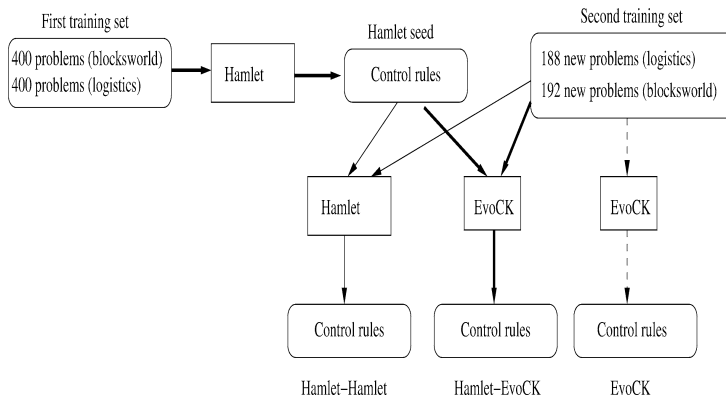 First training set
400 problems (blocksworld)
400 problems (logistics)
Hamlet
Hamlet seed
Control rules
Second training set
188 new problems (logistics)
192 new problems (blocksworld)
Hamlet
EvoCK
EvoCK
Control rules
Control rules
Control rules
Hamlet−Hamlet
Hamlet−EvoCK
EvoCK